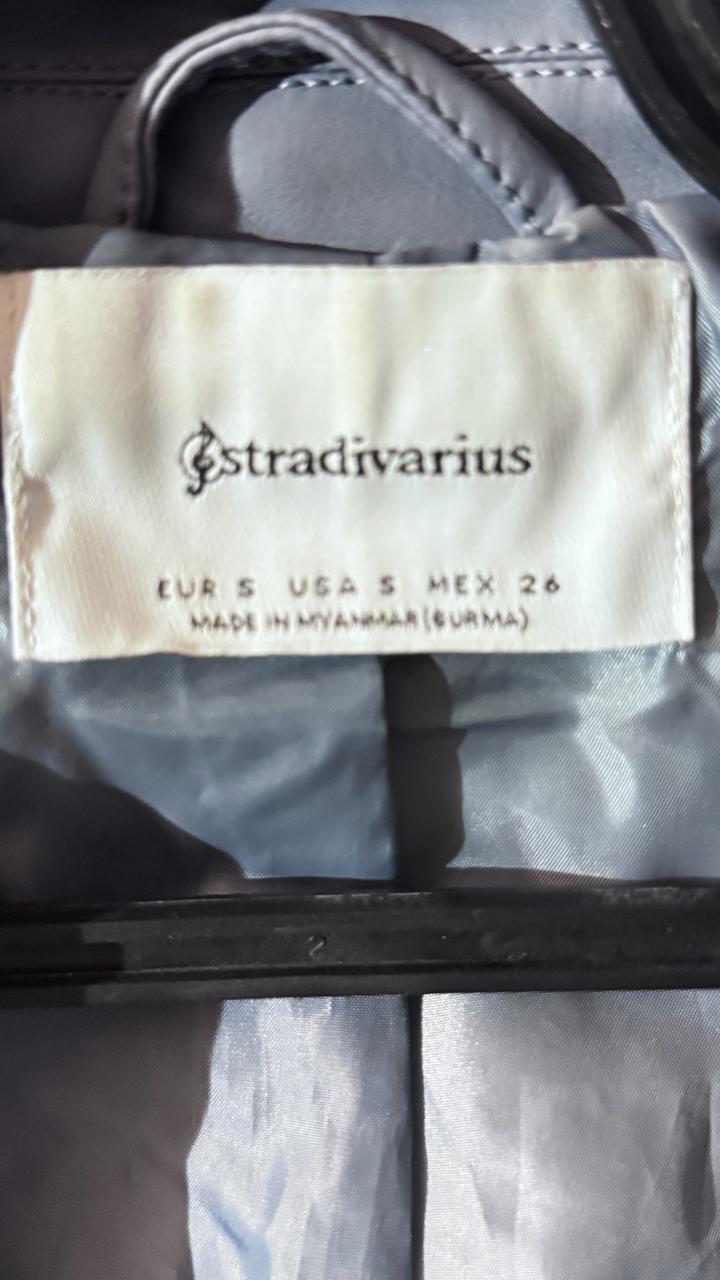 stradivarius
EUR S USA S MEX 26
MADE IN MYANMAR (BURMA)